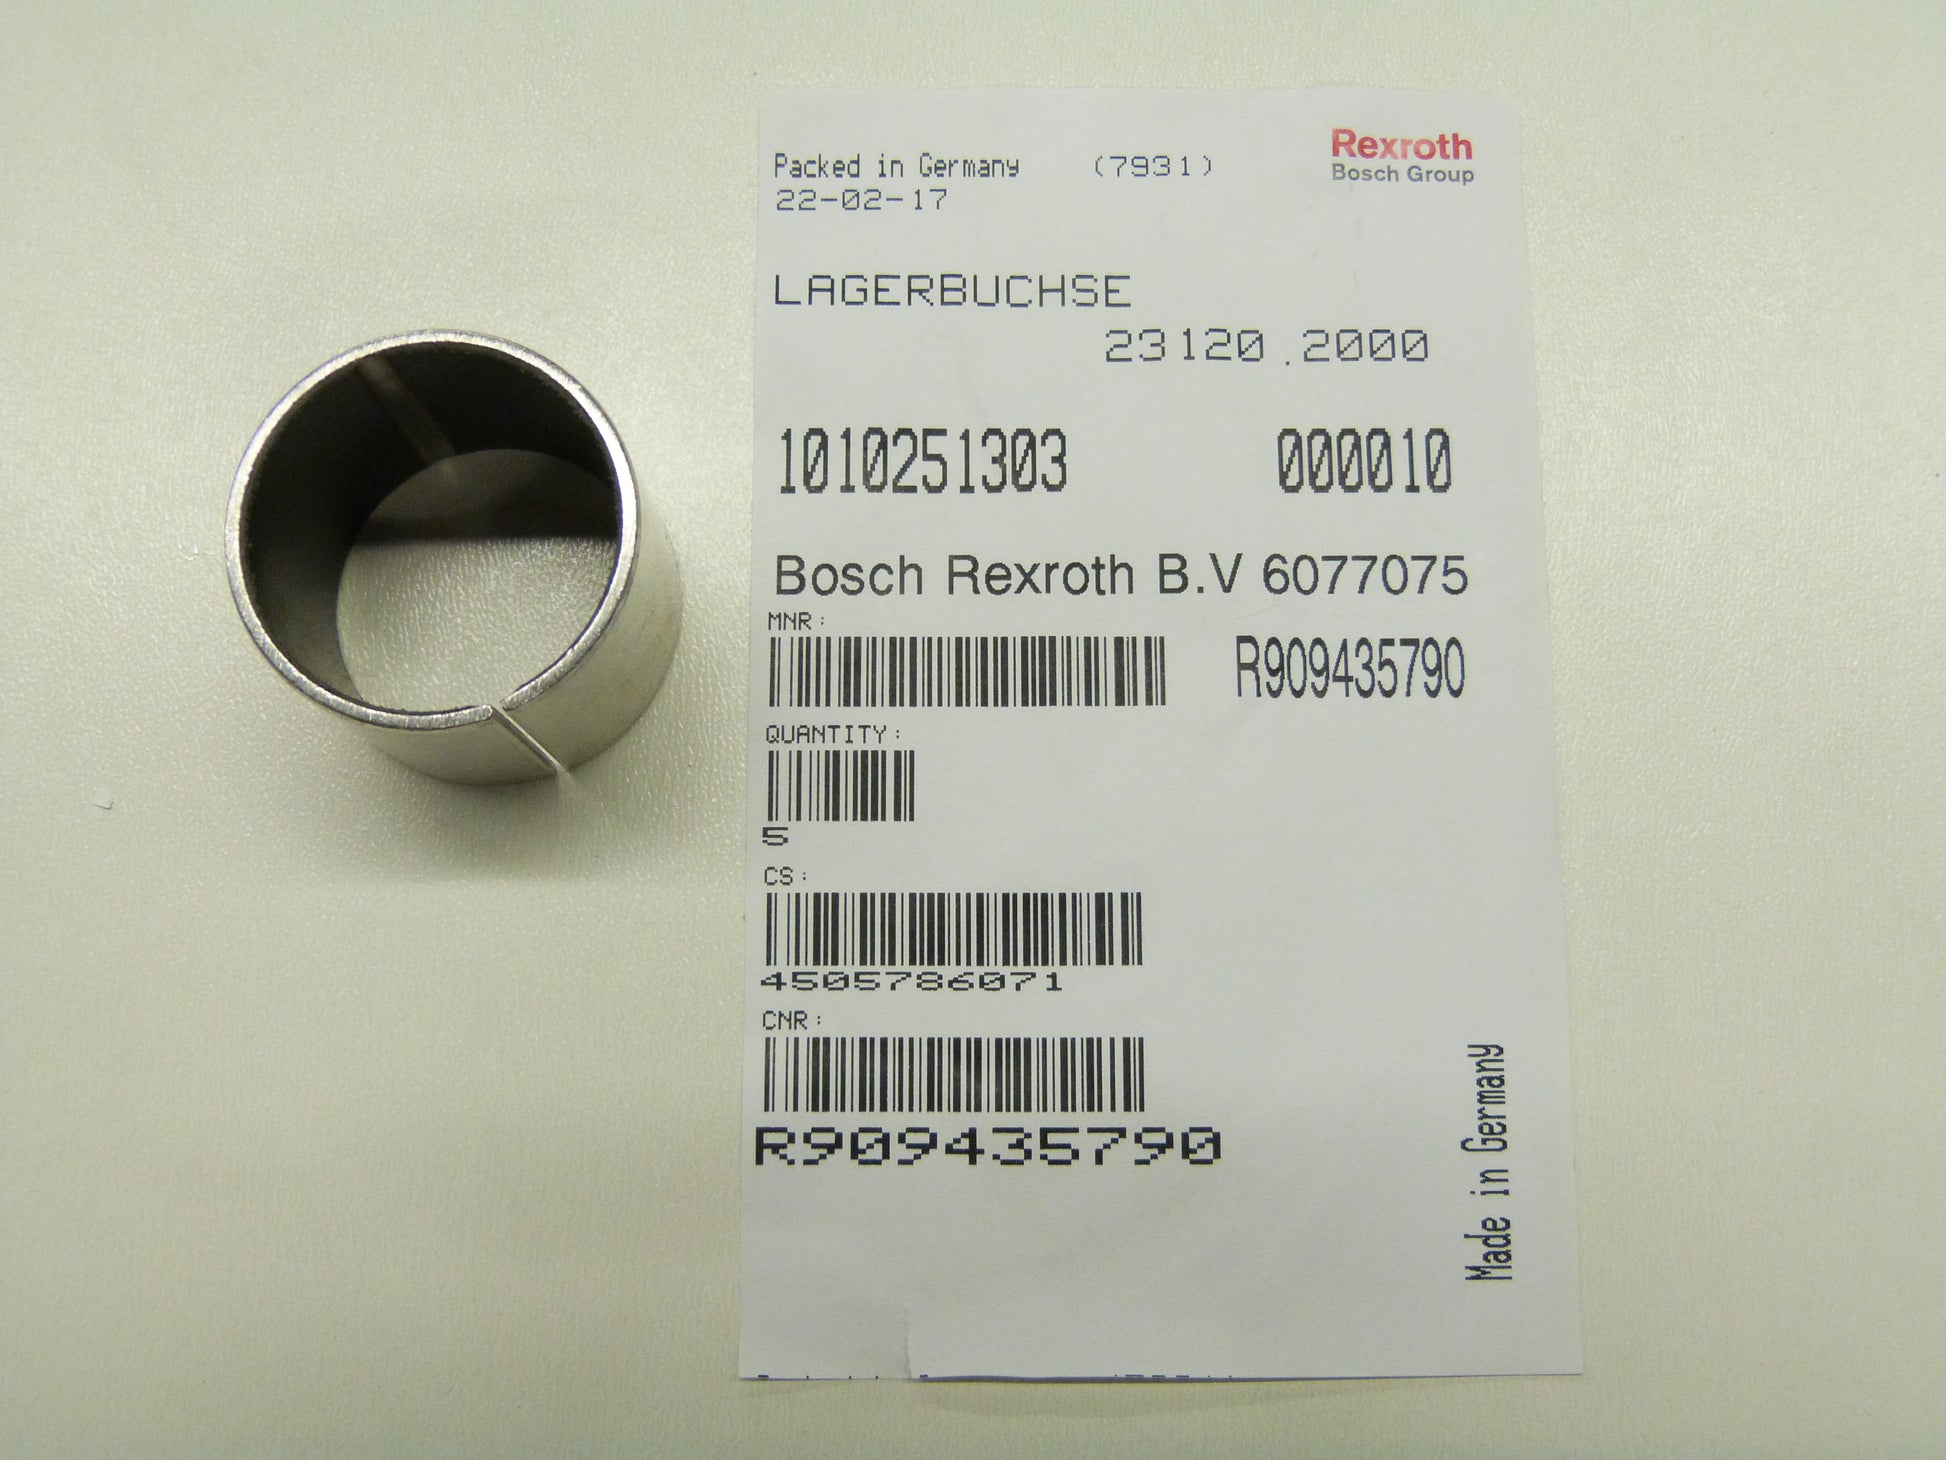 Rexroth
Bosch Group
Packed in Germany (7931)
22-02-17
LAGERBUCHSE
23120.2000
1010251303 000010
Bosch Rexroth B.V 6077075
MNR:
R909435790
QUANTITY:
5
CS:
4505786071
CNR:
R909435790
Made in Germany